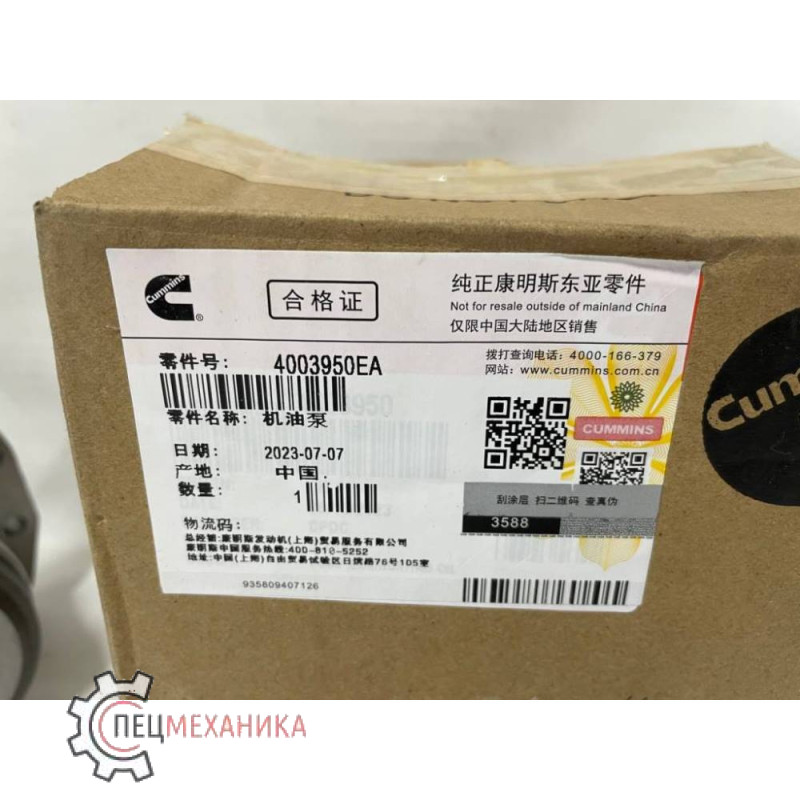 Cummins
合格证
纯正康明斯东亚零件
Not for resale outside of mainland China
仅限中国大陆地区销售
拨打查询电话：4000-166-379
网站：www.cummins.com.cn
零件号： 4003950EA
零件名称： 机油泵
日期： 2023-07-07
产地： 中国.
数量： 1
CUMMINS
刮涂层 扫二维码 查真伪
3588
物流码：
总经销:康明斯发动机(上海)贸易服务有限公司
康明斯中国服务热线:400-810-5252
地址:中国(上海)自由贸易试验区日樱路76号105室
935809407126
СПЕЦМЕХАНИКА